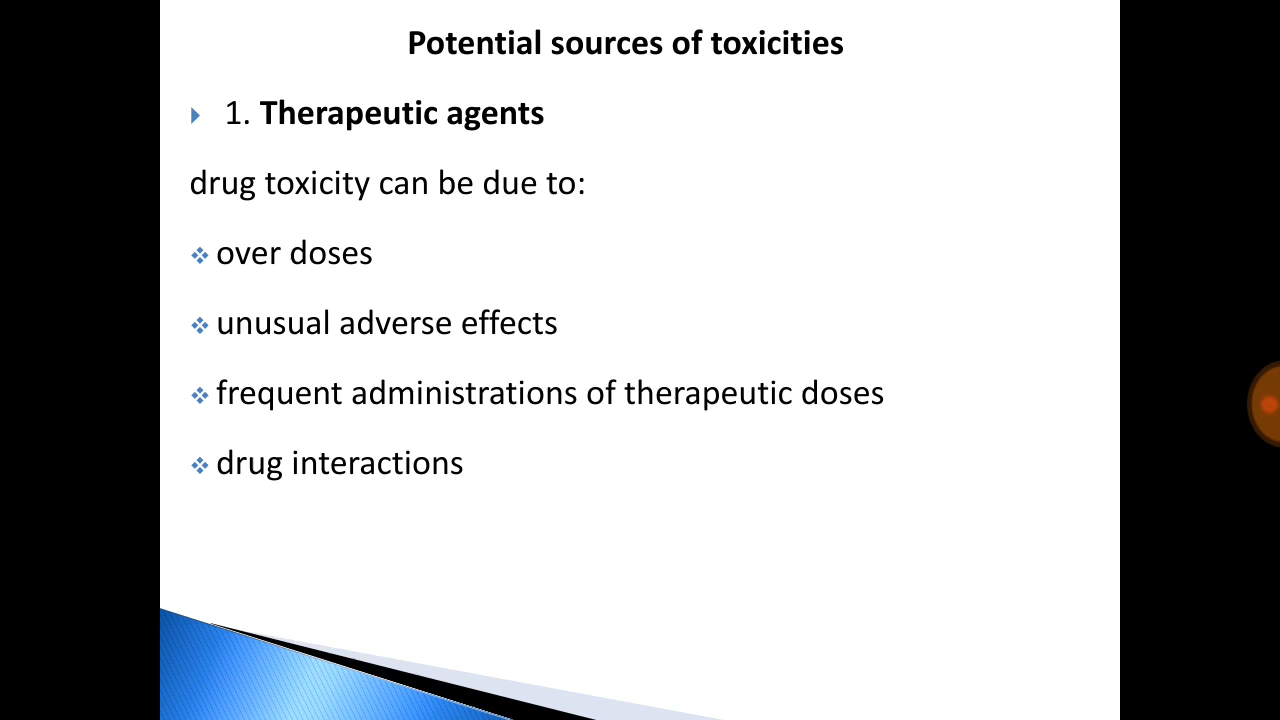 Potential sources of toxicities
1. Therapeutic agents
drug toxicity can be due to:
over doses
unusual adverse effects
frequent administrations of therapeutic doses
drug interactions